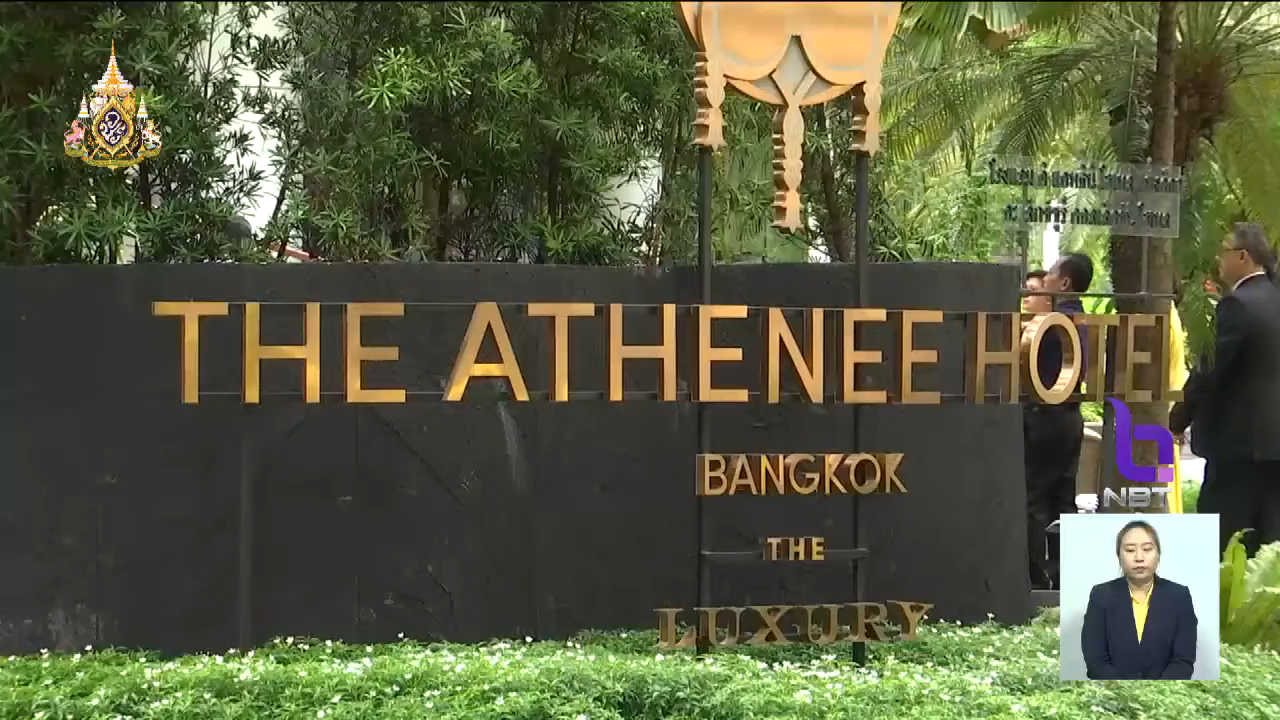 THE ATHENEE HOTEL
BANGKOK
THE
LUXURY
NBT